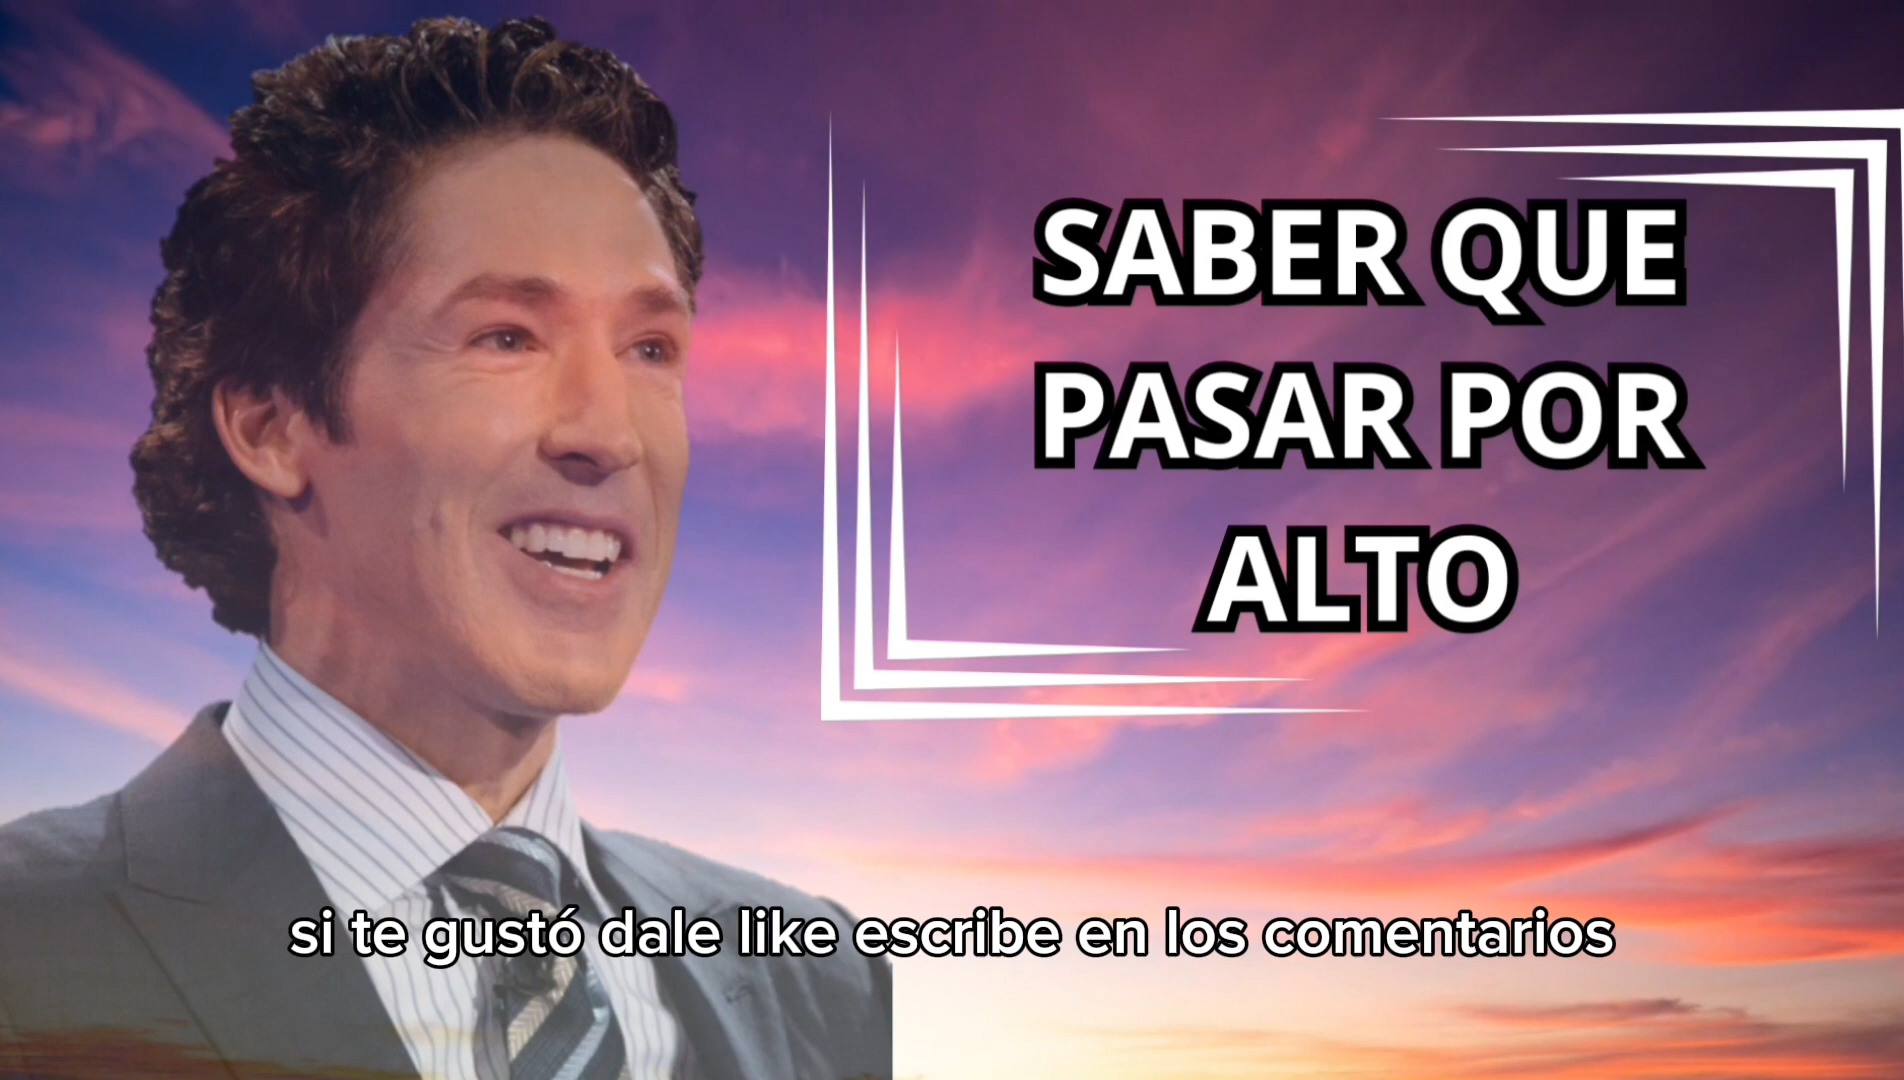 SABER QUE
PASAR POR
ALTO
si te gustó dale like escribe en los comentarios